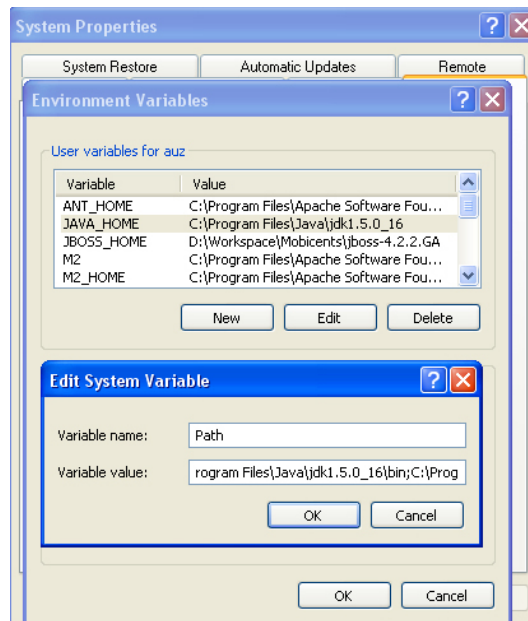 System Properties
System Restore Automatic Updates Remote
Environment Variables
User variables for auz
Variable Value
ANT_HOME C:\Program Files\Apache Software Fou...
JAVA_HOME C:\Program Files\Java\jdk1.5.0_16
JBOSS_HOME D:\Workspace\Mobicents\jboss-4.2.2.GA
M2 C:\Program Files\Apache Software Fou...
M2_HOME C:\Program Files\Apache Software Fou...
New Edit Delete
Edit System Variable
Variable name: Path
Variable value: rogram Files\Java\jdk1.5.0_16\bin;C:\Prog
OK Cancel
OK Cancel